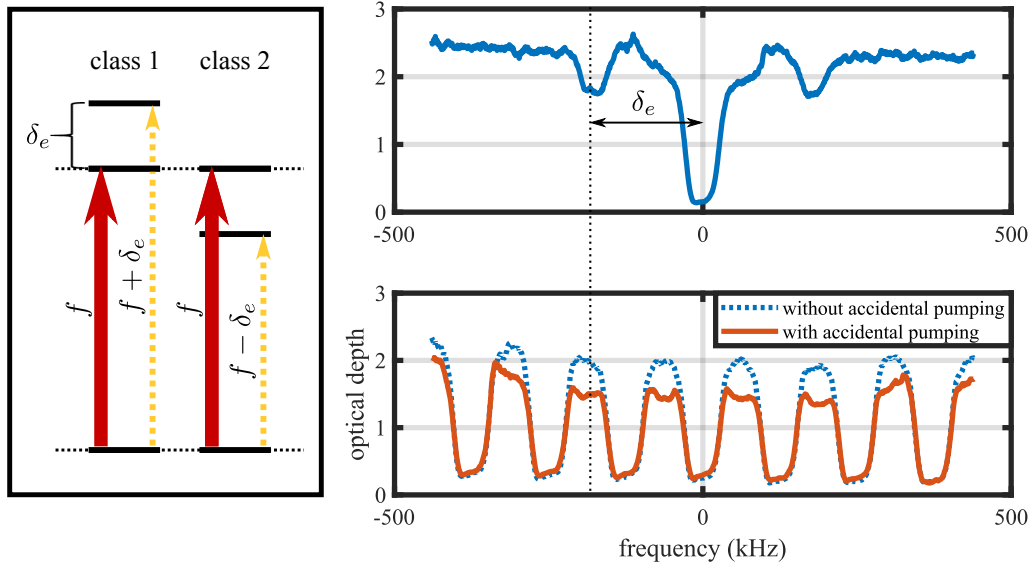 class 1
class 2
δₑ
f
f + δₑ
f
f − δₑ
3
2
1
0
δₑ
-500
0
500
3
2
1
0
without accidental pumping
with accidental pumping
optical depth
-500
0
500
frequency (kHz)